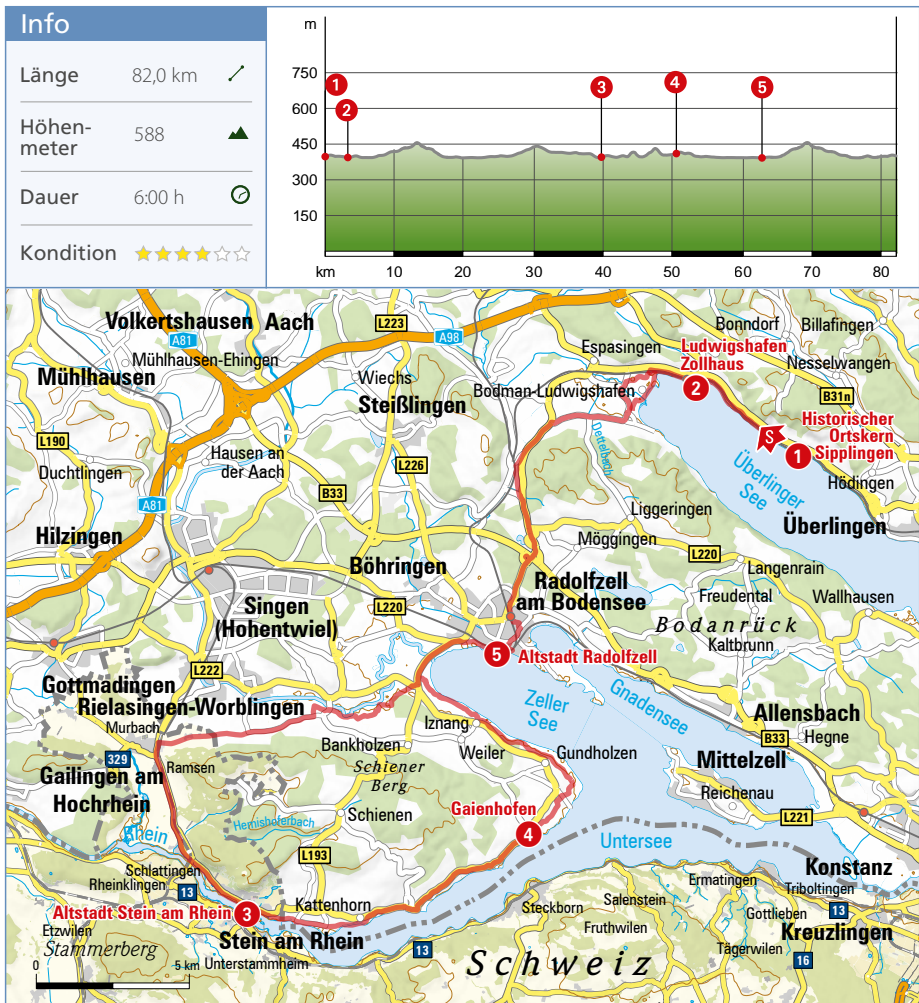 Info
Länge 82,0 km
Höhen-
meter 588
Dauer 6:00 h
Kondition
m
750
600
450
300
150
km 10 20 30 40 50 60 70 80
1
2
3
4
5
Volkertshausen
Aach
L223
A81
A98
Mühlhausen-Ehingen
Mühlhausen
Wiechs
Steißlingen
Espasingen
Bonndorf
Billafingen
Ludwigshafen
Zollhaus
2
Nesselwangen
Bodman-Ludwigshafen
B31n
Historischer
Ortskern
Sipplingen
S
1
L190
Duchtlingen
Hausen an
der Aach
L226
B33
Dettelbach
Überlinger
See
Hödingen
Überlingen
A81
Hilzingen
Liggeringen
Möggingen
L220
Langenrain
Böhringen
Radolfzell
am Bodensee
Freudental
Wallhausen
Singen
(Hohentwiel)
L220
Bodanrück
Kaltbrunn
5
Altstadt Radolfzell
L222
Gottmadingen
Rielasingen-Worblingen
Murbach
Zeller
See
Gnadensee
Allensbach
B33
Hegne
Iznang
Bankholzen
Weiler
Gundholzen
Mittelzell
329
Ramsen
Schiener
Berg
Gailingen am
Hochrhein
Reichenau
Schienen
Gaienhofen
4
L221
Rhein
Hemishoferbach
Untersee
L193
Konstanz
Schlattingen
Rheinklingen
13
Ermatingen
Triboltingen
Altstadt Stein am Rhein
3
Kattenhorn
Steckborn
Salenstein
Gottlieben
13
Etzwilen
Stammerberg
Stein am Rhein
Fruthwilen
Kreuzlingen
Tägerwilen
13
16
0 5 km
Unterstammheim
Schweiz